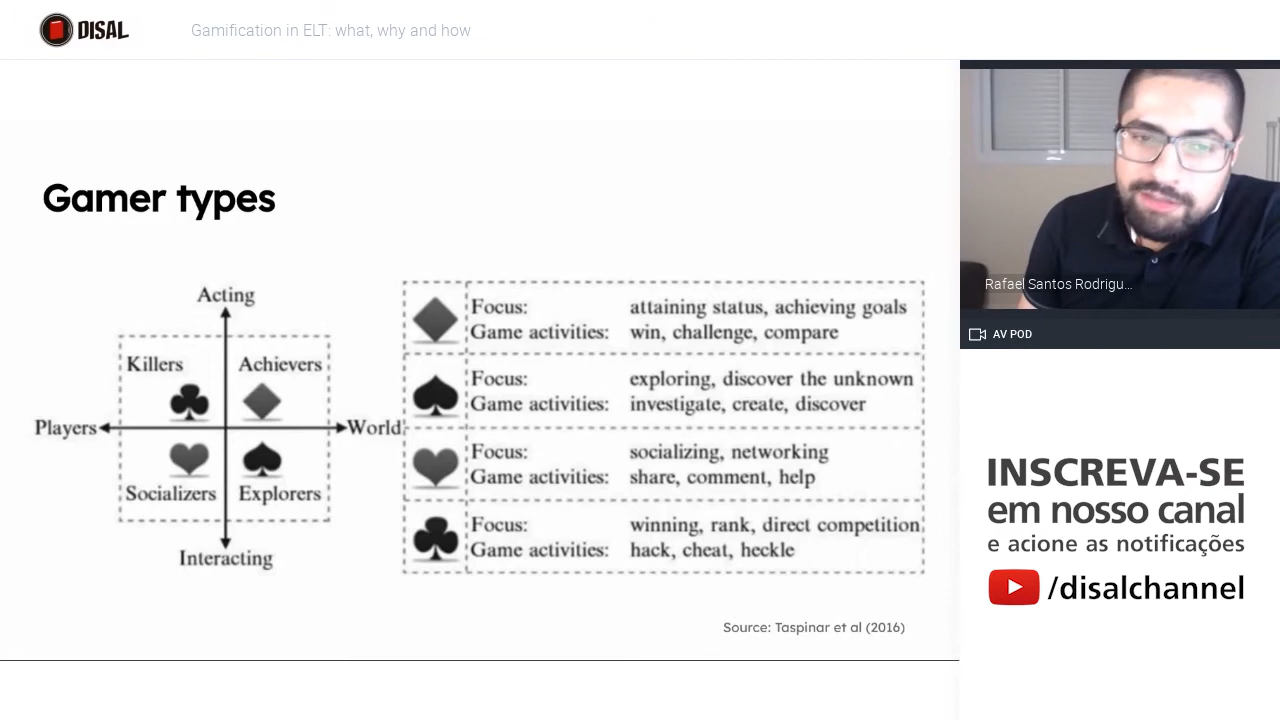 DISAL
Gamification in ELT: what, why and how
Gamer types
Acting
Killers Achievers
Players World
Socializers Explorers
Interacting
Focus: attaining status, achieving goals
Game activities: win, challenge, compare
Focus: exploring, discover the unknown
Game activities: investigate, create, discover
Focus: socializing, networking
Game activities: share, comment, help
Focus: winning, rank, direct competition
Game activities: hack, cheat, heckle
Source: Taspinar et al (2016)
Rafael Santos Rodrigu...
AV POD
INSCREVA-SE
em nosso canal
e acione as notificações
/disalchannel